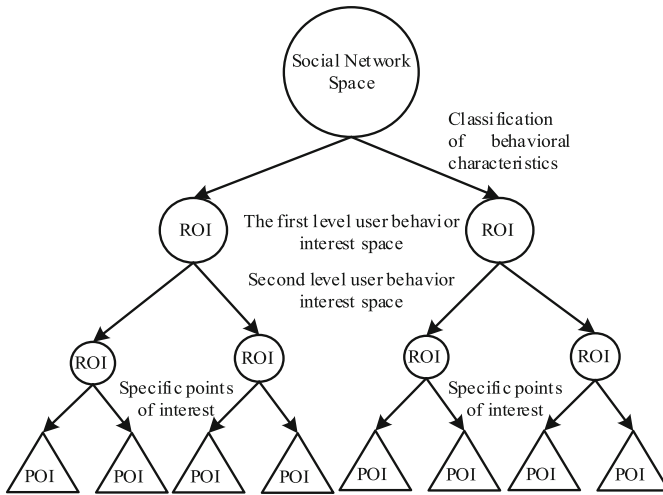 Social Network
Space
Classification
of behavioral
characteristics
ROI
The first level user behavior
interest space
ROI
Second level user behavior
interest space
ROI
ROI
ROI
ROI
Specific points
of interest
Specific points
of interest
POI
POI
POI
POI
POI
POI
POI
POI